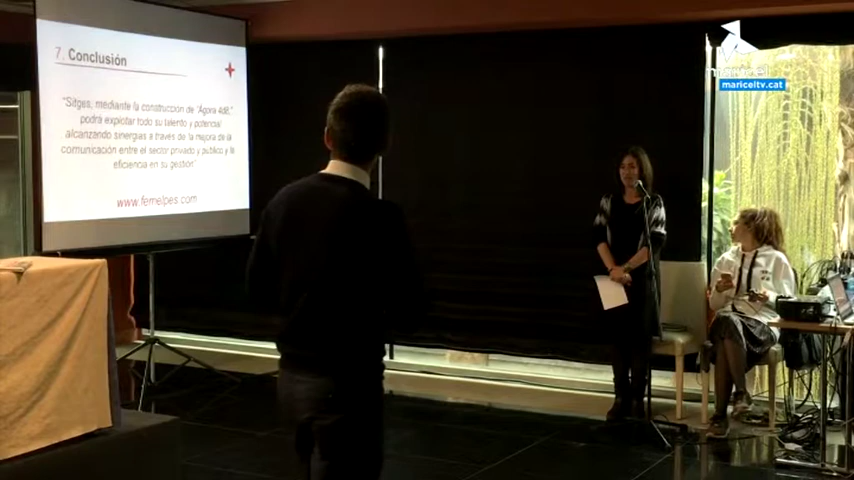 7. Conclusión
"Sitges, mediante la construcción de "Ágora 4d8,"
podrá explotar todo su talento y potencial
alcanzando sinergias a través de la mejora de la
comunicación entre el sector privado y público y la
eficiencia en su gestión"
www.femelpes.com
maricel
mariceltv.cat